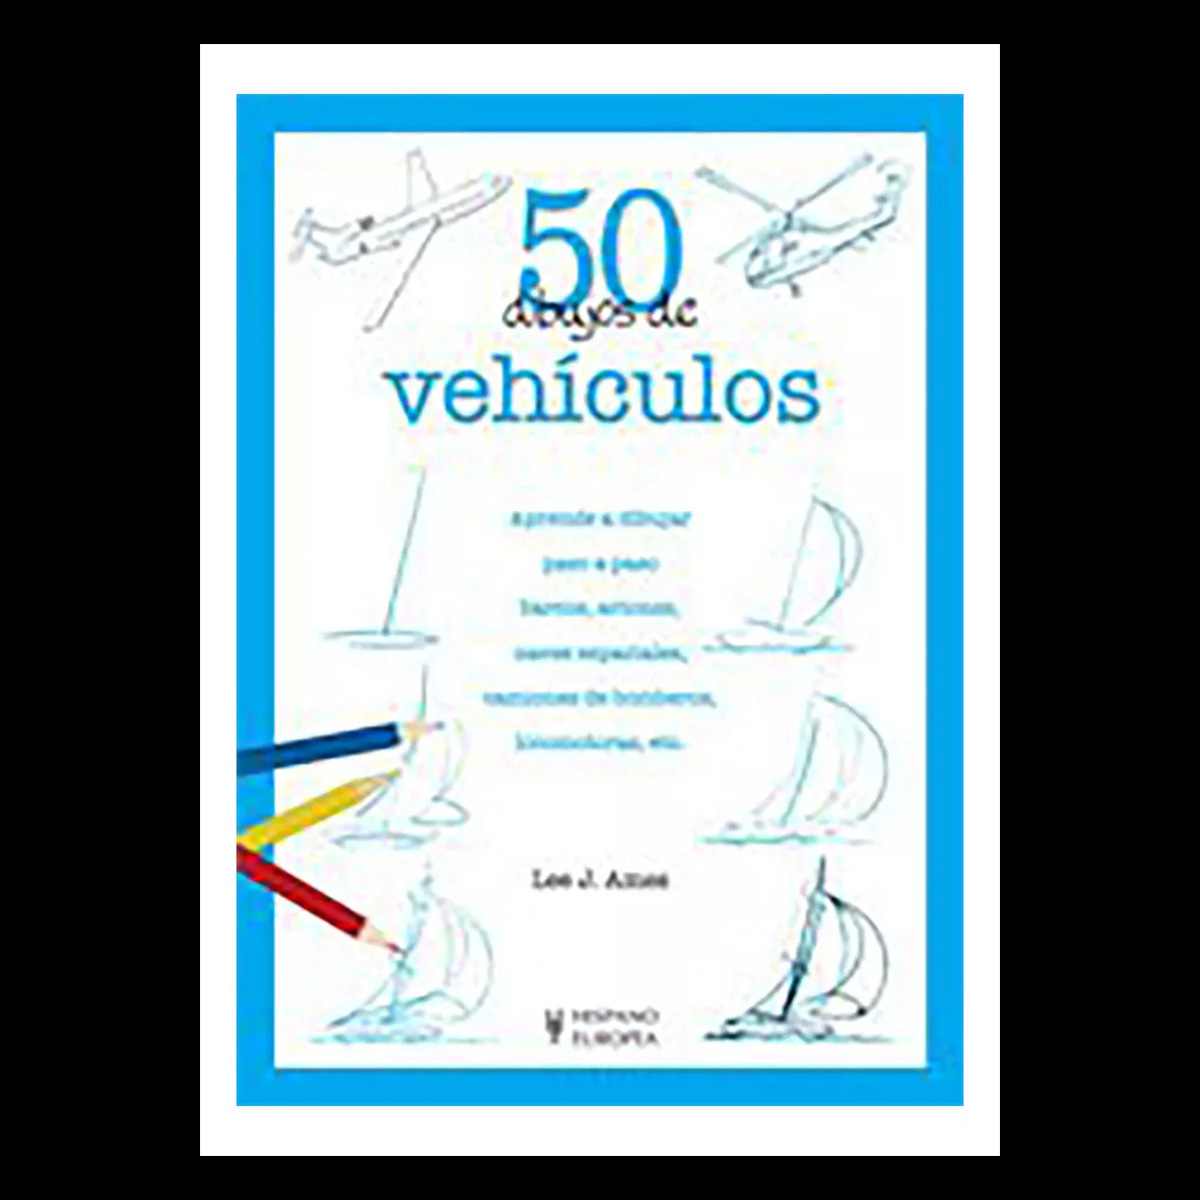 50
dibujos de
vehículos
Aprende a dibujar
paso a paso
barcos, aviones,
naves espaciales,
camiones de bomberos,
locomotoras, etc.
Lee J. Ames
HISPANO
EUROPEA